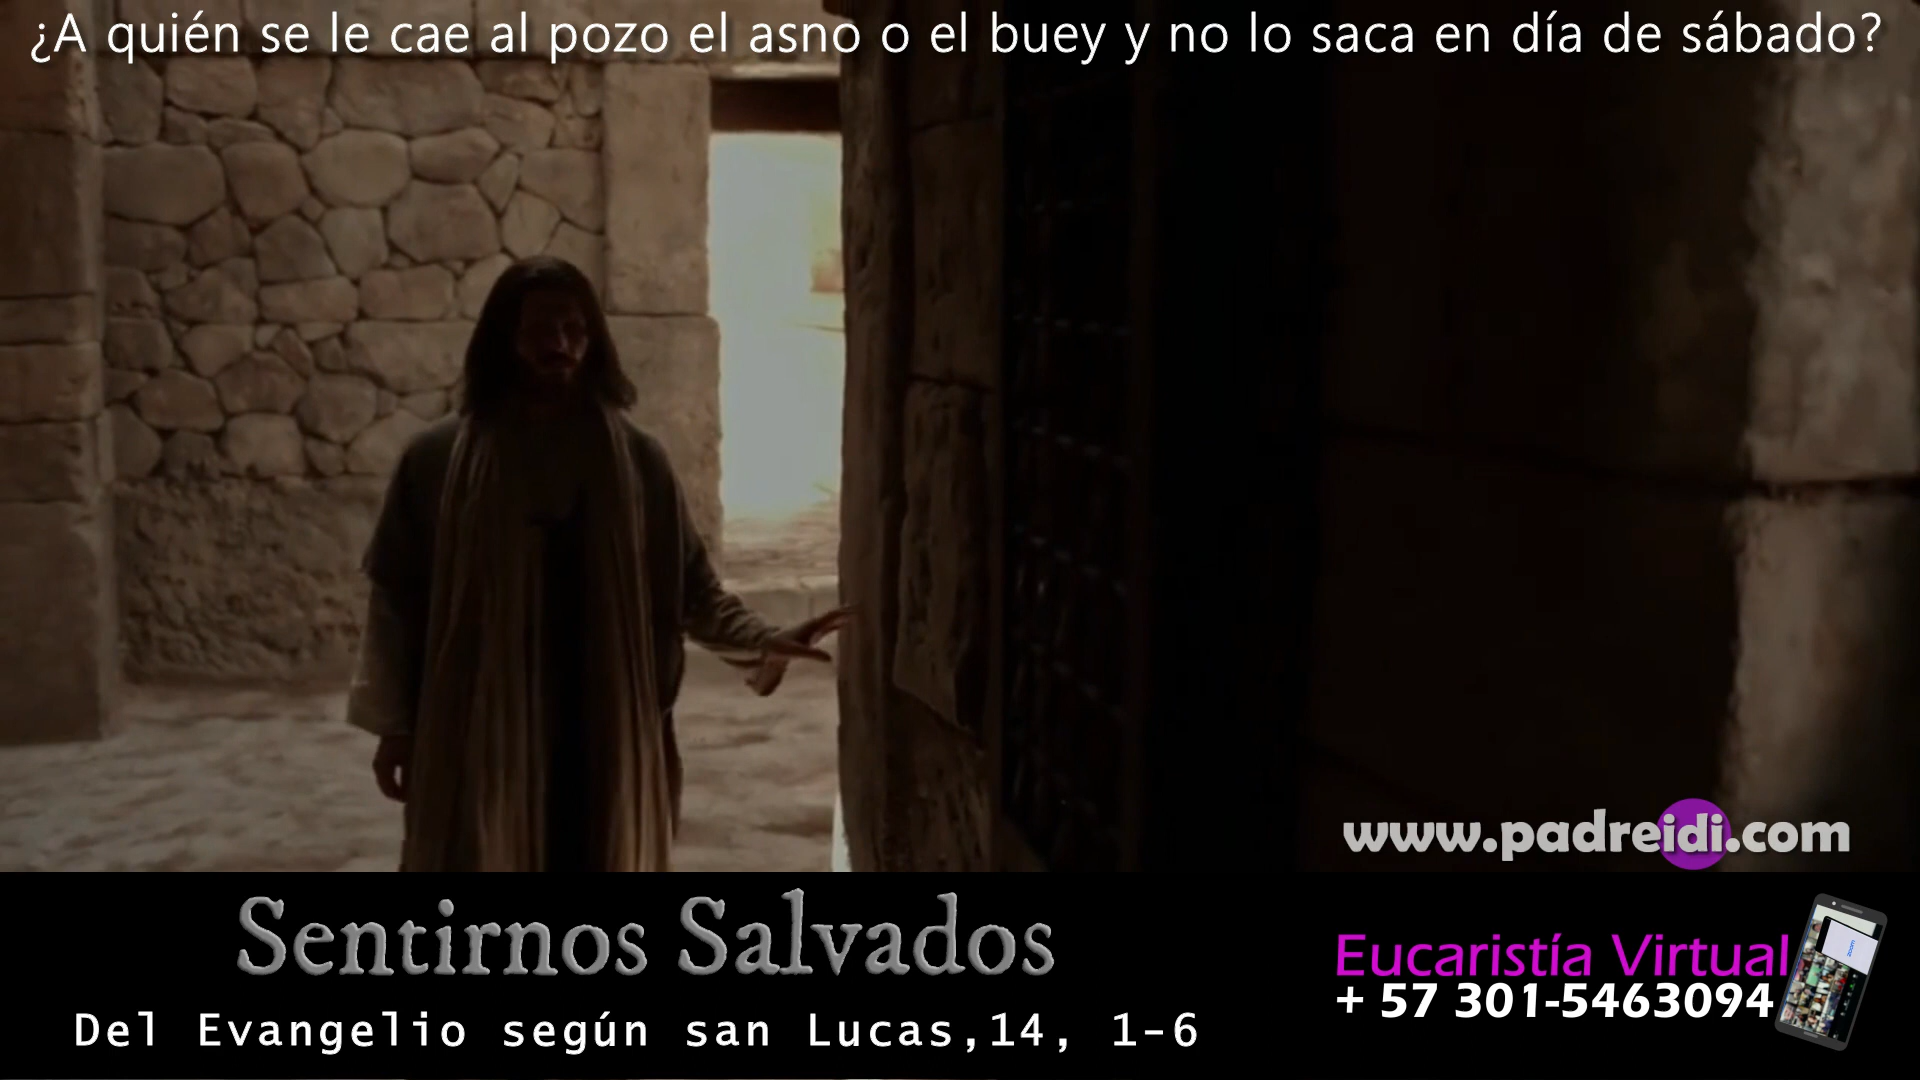 ¿A quién se le cae al pozo el asno o el buey y no lo saca en día de sábado?
www.padreidi.com
Sentirnos Salvados
Eucaristía Virtual
+ 57 301-5463094
Del Evangelio según san Lucas,14, 1-6
zoom